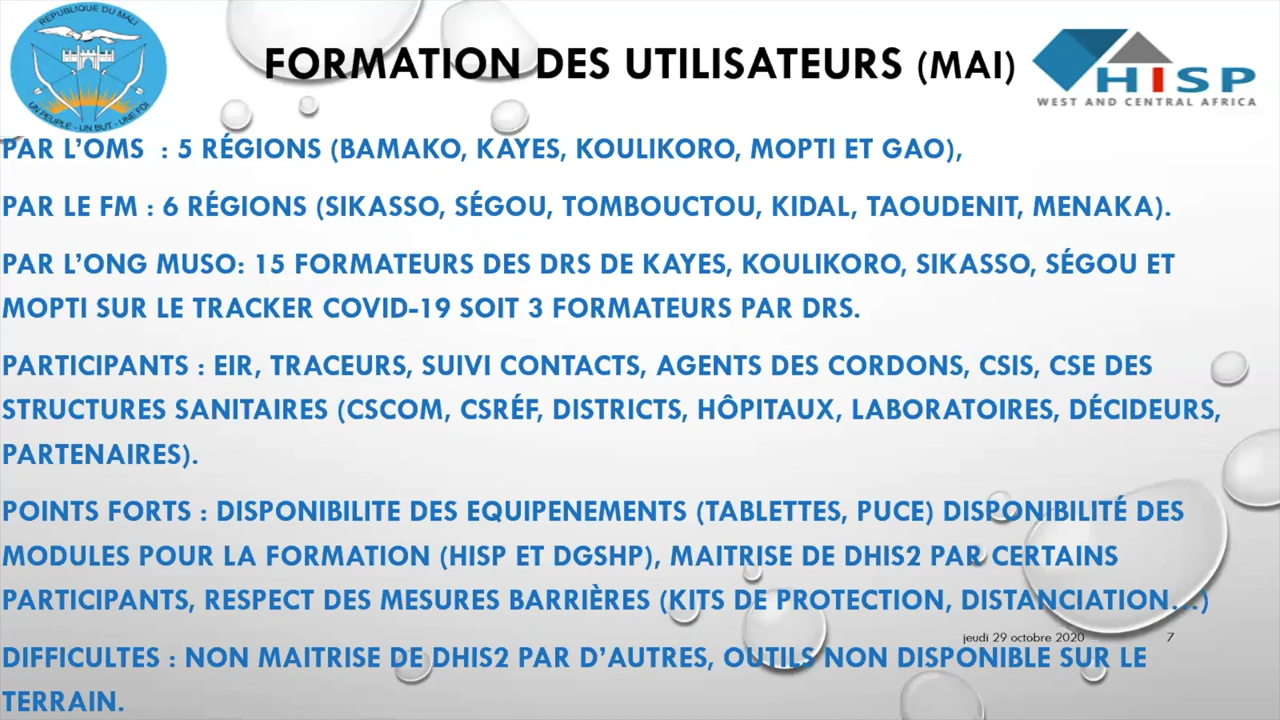 REPUBLIQUE DU MALI
UN PEUPLE - UN BUT - UNE FOI
FORMATION DES UTILISATEURS (MAI)
HISP
WEST AND CENTRAL AFRICA
PAR L'OMS : 5 RÉGIONS (BAMAKO, KAYES, KOULIKORO, MOPTI ET GAO),
PAR LE FM : 6 RÉGIONS (SIKASSO, SÉGOU, TOMBOUCTOU, KIDAL, TAOUDENIT, MENAKA).
PAR L'ONG MUSO: 15 FORMATEURS DES DRS DE KAYES, KOULIKORO, SIKASSO, SÉGOU ET
MOPTI SUR LE TRACKER COVID-19 SOIT 3 FORMATEURS PAR DRS.
PARTICIPANTS : EIR, TRACEURS, SUIVI CONTACTS, AGENTS DES CORDONS, CSIS, CSE DES
STRUCTURES SANITAIRES (CSCOM, CSRÉF, DISTRICTS, HÔPITAUX, LABORATOIRES, DÉCIDEURS,
PARTENAIRES).
POINTS FORTS : DISPONIBILITE DES EQUIPENEMENTS (TABLETTES, PUCE) DISPONIBILITÉ DES
MODULES POUR LA FORMATION (HISP ET DGSHP), MAITRISE DE DHIS2 PAR CERTAINS
PARTICIPANTS, RESPECT DES MESURES BARRIÈRES (KITS DE PROTECTION, DISTANCIATION...)
jeudi 29 octobre 2020 7
DIFFICULTES : NON MAITRISE DE DHIS2 PAR D'AUTRES, OUTILS NON DISPONIBLE SUR LE
TERRAIN.